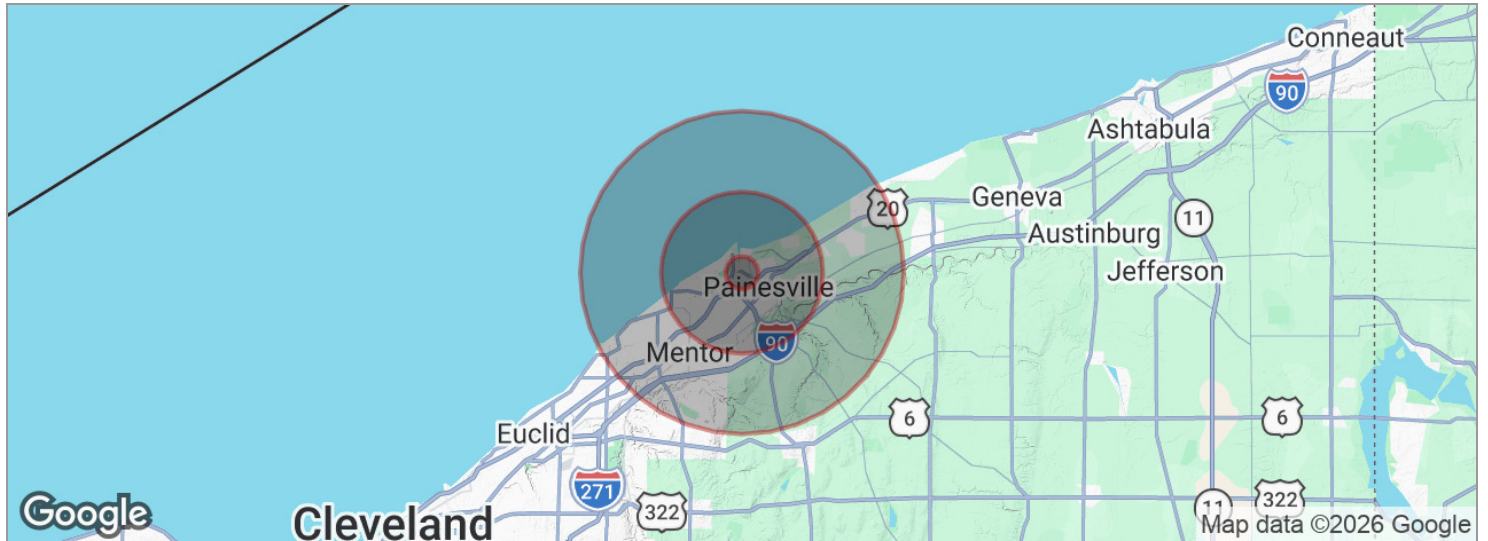 Conneaut
90
Ashtabula
Geneva
20
11
Austinburg
Jefferson
Painesville
90
Mentor
6
6
Euclid
271
322
11
322
Google
Cleveland
Map data ©2026 Google